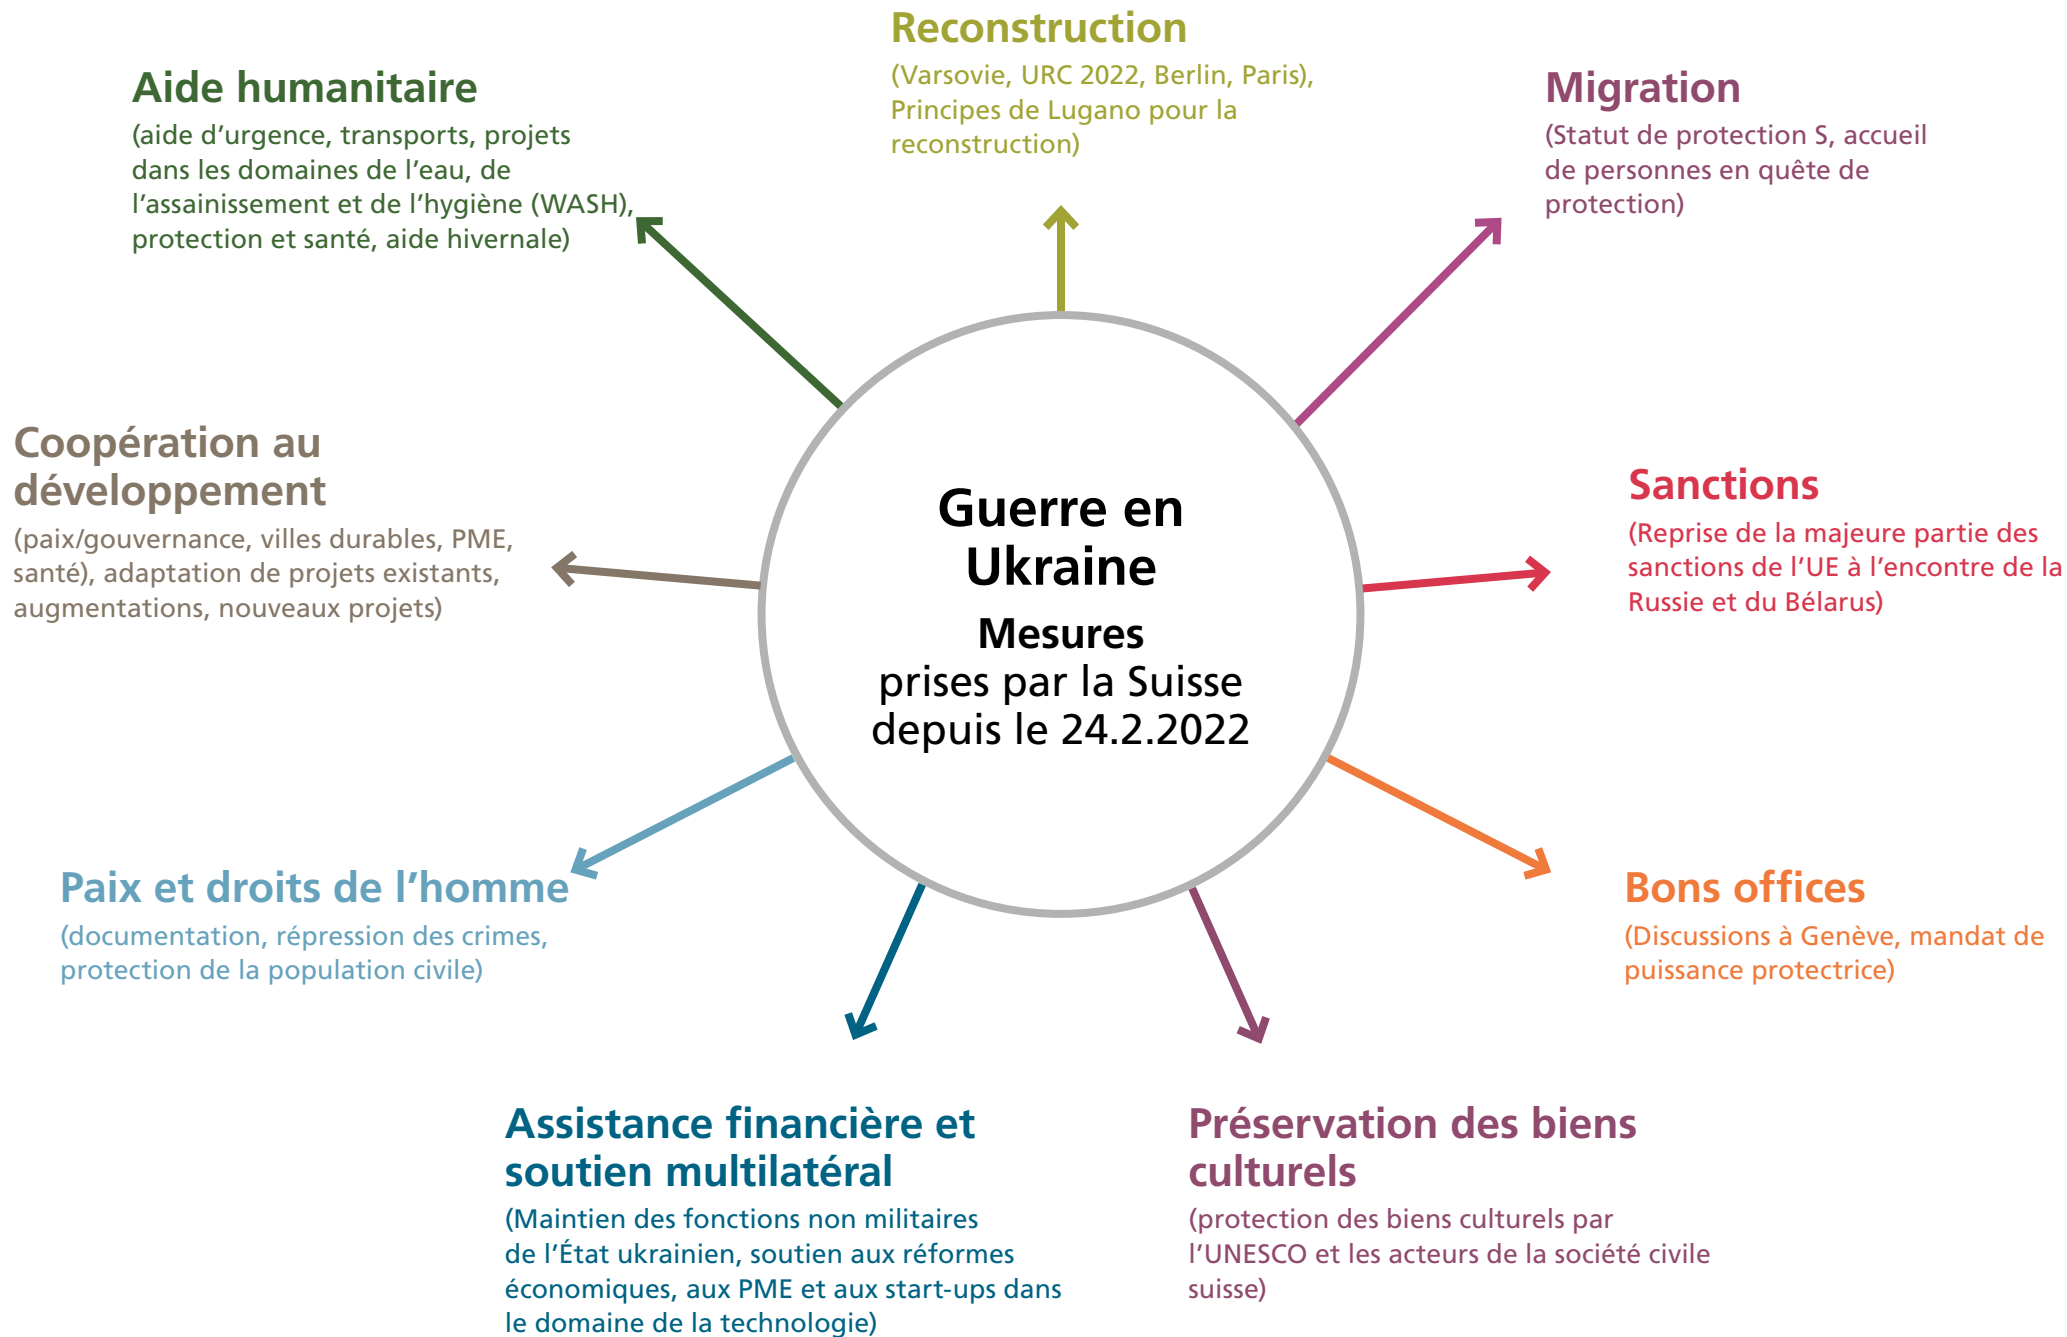 Reconstruction
(Varsovie, URC 2022, Berlin, Paris),
Principes de Lugano pour la
reconstruction)
Aide humanitaire
(aide d’urgence, transports, projets
dans les domaines de l’eau, de
l’assainissement et de l’hygiène (WASH),
protection et santé, aide hivernale)
Migration
(Statut de protection S, accueil
de personnes en quête de
protection)
Coopération au
développement
(paix/gouvernance, villes durables, PME,
santé), adaptation de projets existants,
augmentations, nouveaux projets)
Guerre en
Ukraine
Mesures
prises par la Suisse
depuis le 24.2.2022
Sanctions
(Reprise de la majeure partie des
sanctions de l’UE à l’encontre de la
Russie et du Bélarus)
Paix et droits de l’homme
(documentation, répression des crimes,
protection de la population civile)
Bons offices
(Discussions à Genève, mandat de
puissance protectrice)
Assistance financière et
soutien multilatéral
(Maintien des fonctions non militaires
de l’État ukrainien, soutien aux réformes
économiques, aux PME et aux start-ups dans
le domaine de la technologie)
Préservation des biens
culturels
(protection des biens culturels par
l’UNESCO et les acteurs de la société civile
suisse)